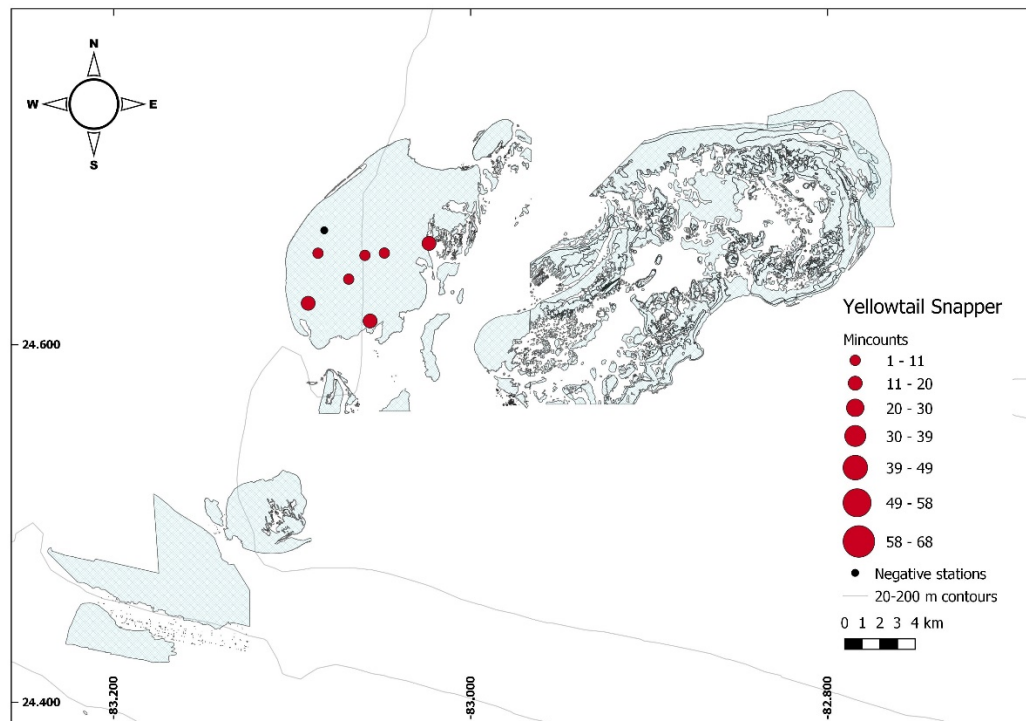 N
W E
S
24.600
24.400
-83.200
-83.000
-82.800
Yellowtail Snapper
Mincounts
1 - 11
11 - 20
20 - 30
30 - 39
39 - 49
49 - 58
58 - 68
Negative stations
20-200 m contours
0 1 2 3 4 km